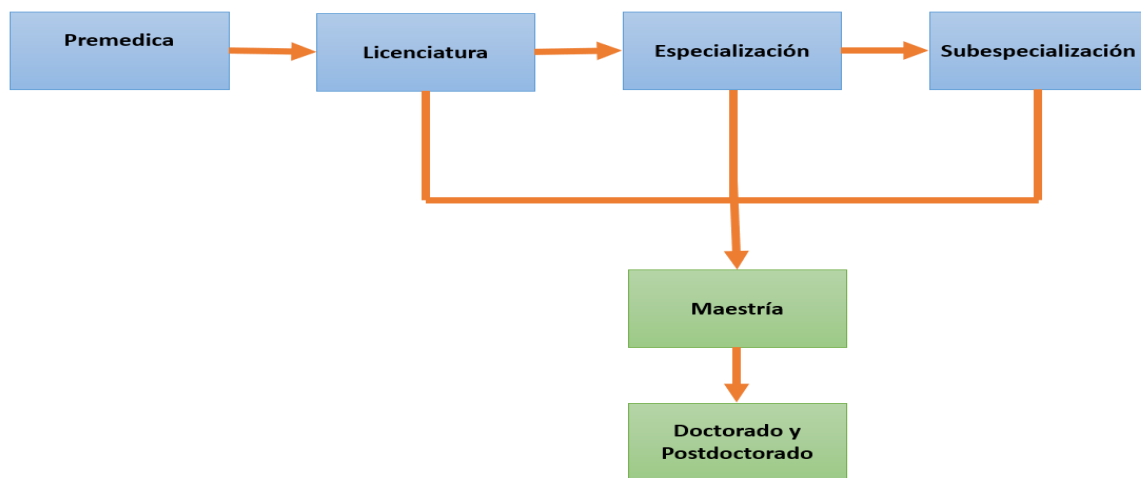 Premedica
Licenciatura
Especialización
Subespecialización
Maestría
Doctorado y
Postdoctorado